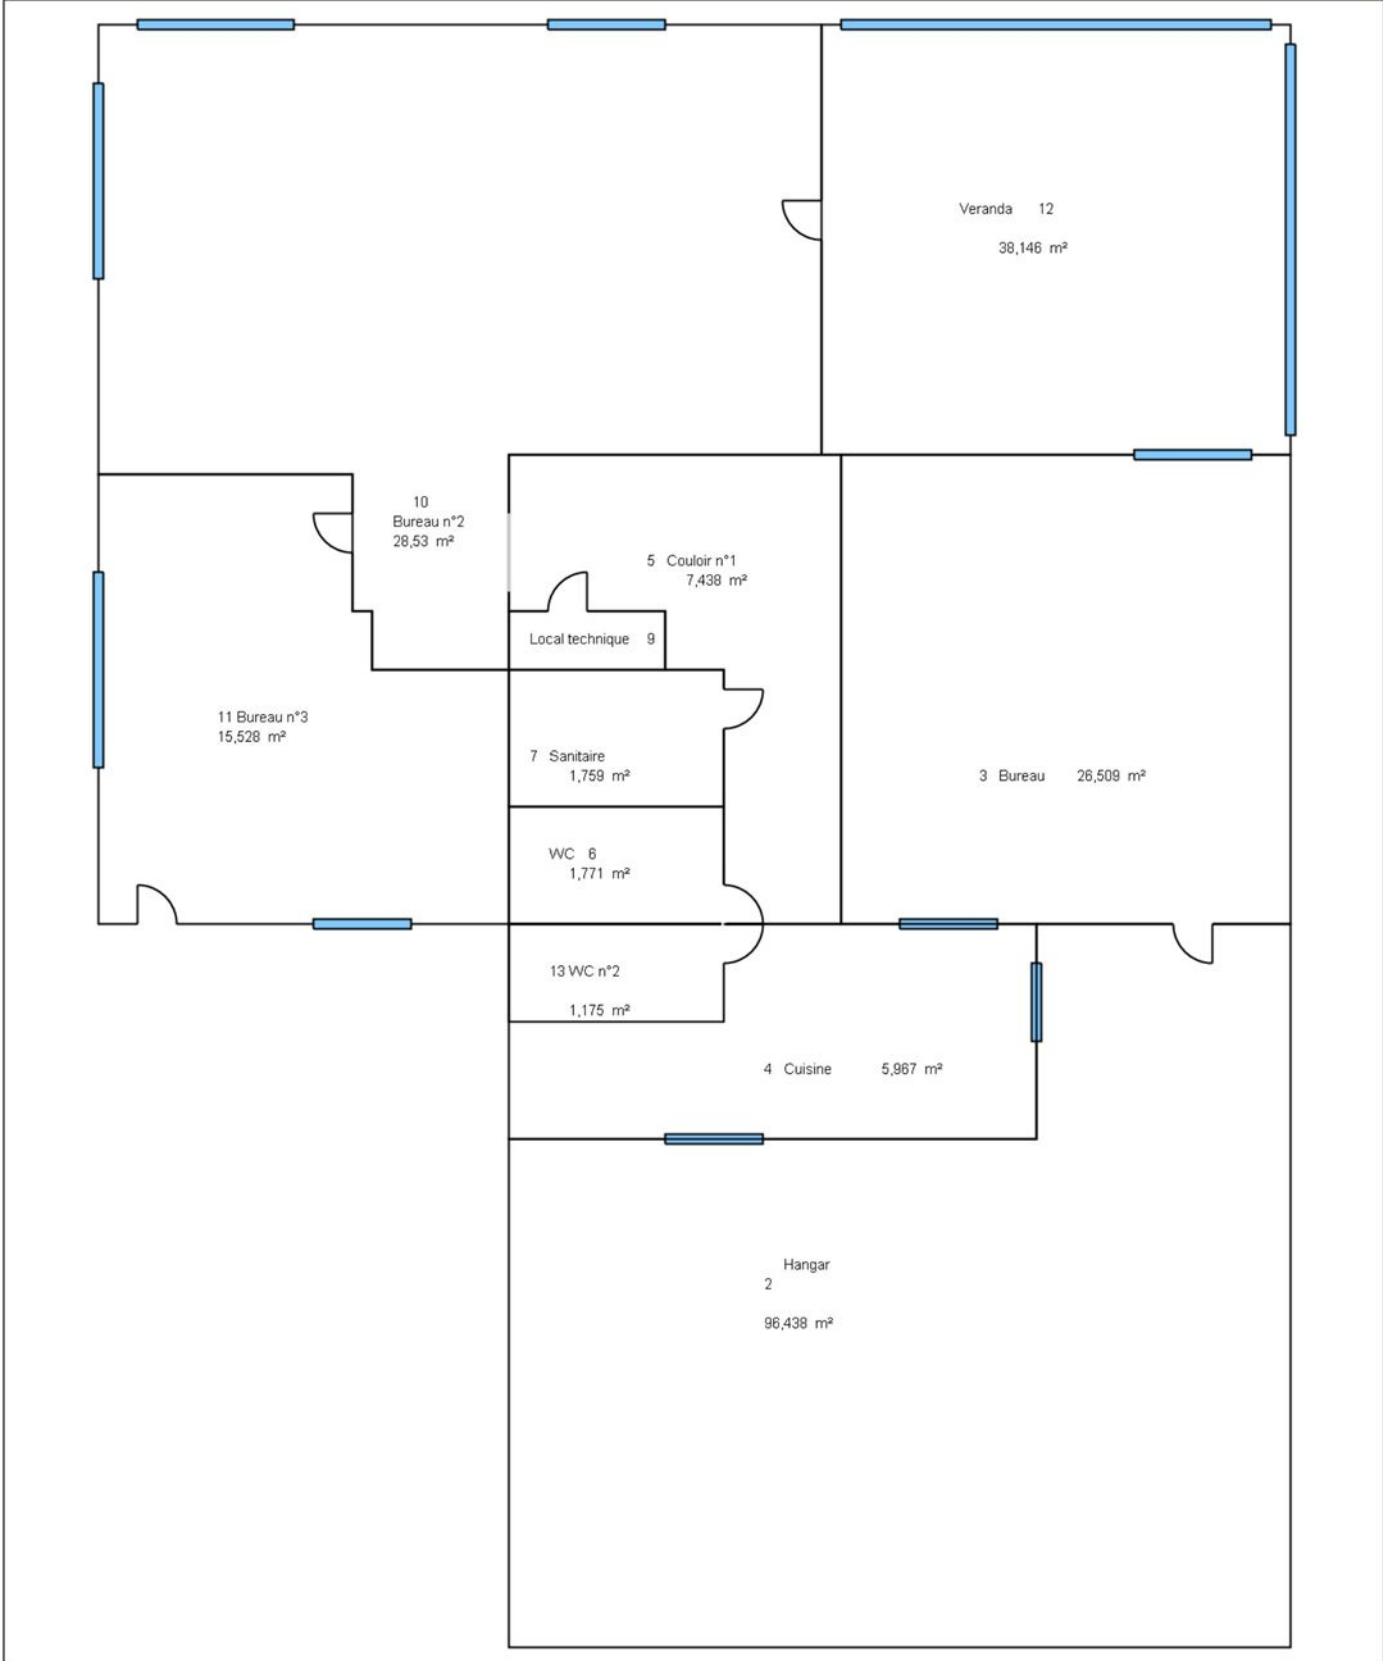 Veranda 12
38,146 m²
10
Bureau n°2
28,53 m²
5 Couloir n°1
7,438 m²
Local technique 9
11 Bureau n°3
15,528 m²
7 Sanitaire
1,759 m²
3 Bureau 26,509 m²
WC 6
1,771 m²
13 WC n°2
1,175 m²
4 Cuisine 5,967 m²
Hangar
2
96,438 m²